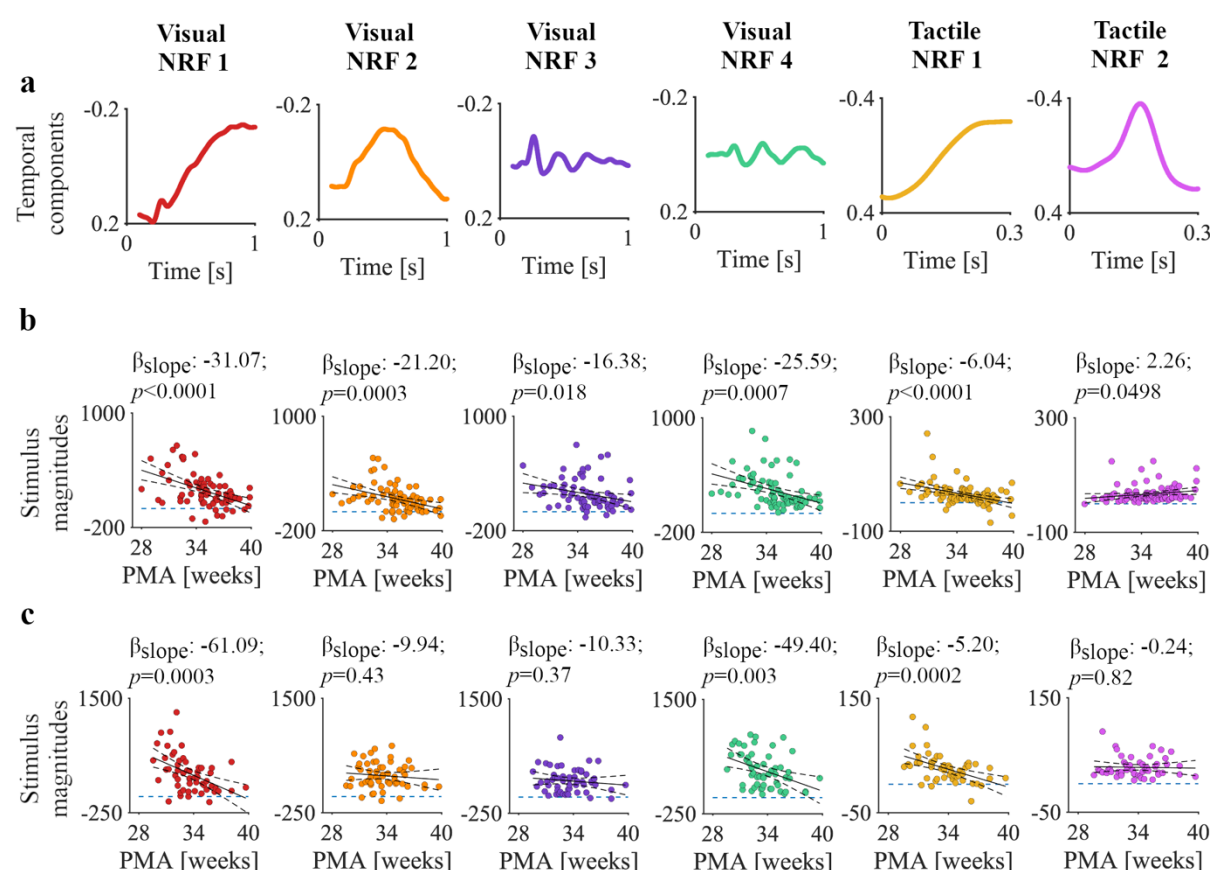 Visual Visual Visual Visual Tactile Tactile
NRF 1 NRF 2 NRF 3 NRF 4 NRF 1 NRF 2
a
Temporal
components
-0.2 -0.2 -0.2 -0.2 -0.4 -0.4
0.2 0.2 0.2 0.2 0.4 0.4
0 1 0 1 0 1 0 1 0 0.3 0 0.3
Time [s] Time [s] Time [s] Time [s] Time [s] Time [s]
b
βslope: -31.07; βslope: -21.20; βslope: -16.38; βslope: -25.59; βslope: -6.04; βslope: 2.26;
p<0.0001 p=0.0003 p=0.018 p=0.0007 p<0.0001 p=0.0498
Stimulus
magnitudes
1000 1000 1000 1000 300 300
-200 -200 -200 -200 -100 -100
28 34 40 28 34 40 28 34 40 28 34 40 28 34 40 28 34 40
PMA [weeks] PMA [weeks] PMA [weeks] PMA [weeks] PMA [weeks] PMA [weeks]
c
βslope: -61.09; βslope: -9.94; βslope: -10.33; βslope: -49.40; βslope: -5.20; βslope: -0.24;
p=0.0003 p=0.43 p=0.37 p=0.003 p=0.0002 p=0.82
Stimulus
magnitudes
1500 1500 1500 1500 150 150
-250 -250 -250 -250 -50 -50
28 34 40 28 34 40 28 34 40 28 34 40 28 34 40 28 34 40
PMA [weeks] PMA [weeks] PMA [weeks] PMA [weeks] PMA [weeks] PMA [weeks]